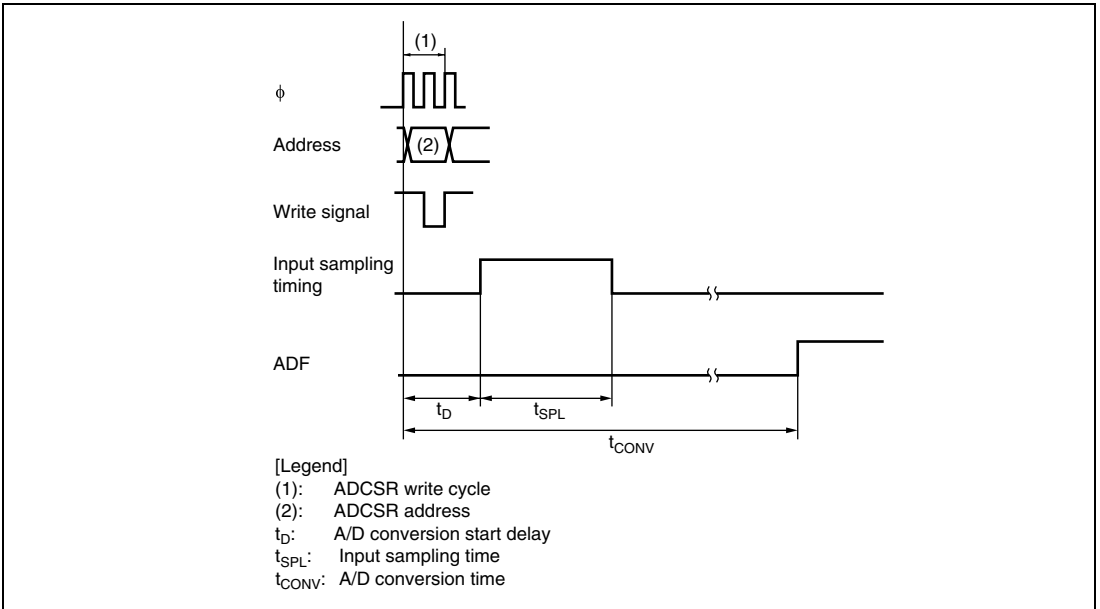 (1)
ϕ
Address
(2)
Write signal
Input sampling
timing
ADF
tD
tSPL
tCONV
[Legend]
(1): ADCSR write cycle
(2): ADCSR address
tD: A/D conversion start delay
tSPL: Input sampling time
tCONV: A/D conversion time